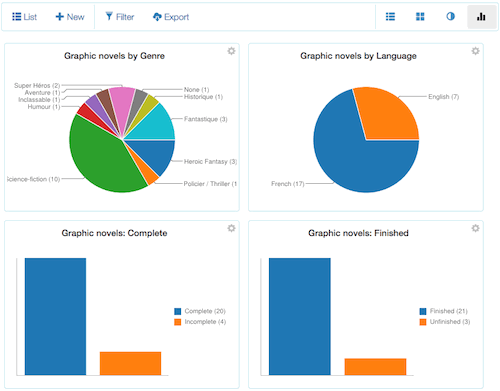 List
New
Filter
Export
Graphic novels by Genre
Super Héros (2)
Aventure (1)
Inclassable (1)
Humour (1)
None (1)
Historique (1)
Fantastique (3)
Heroic Fantasy (3)
Policier / Thriller (1
cience-fiction (10)
Graphic novels by Language
English (7)
French (17)
Graphic novels: Complete
Complete (20)
Incomplete (4)
Graphic novels: Finished
Finished (21)
Unfinished (3)